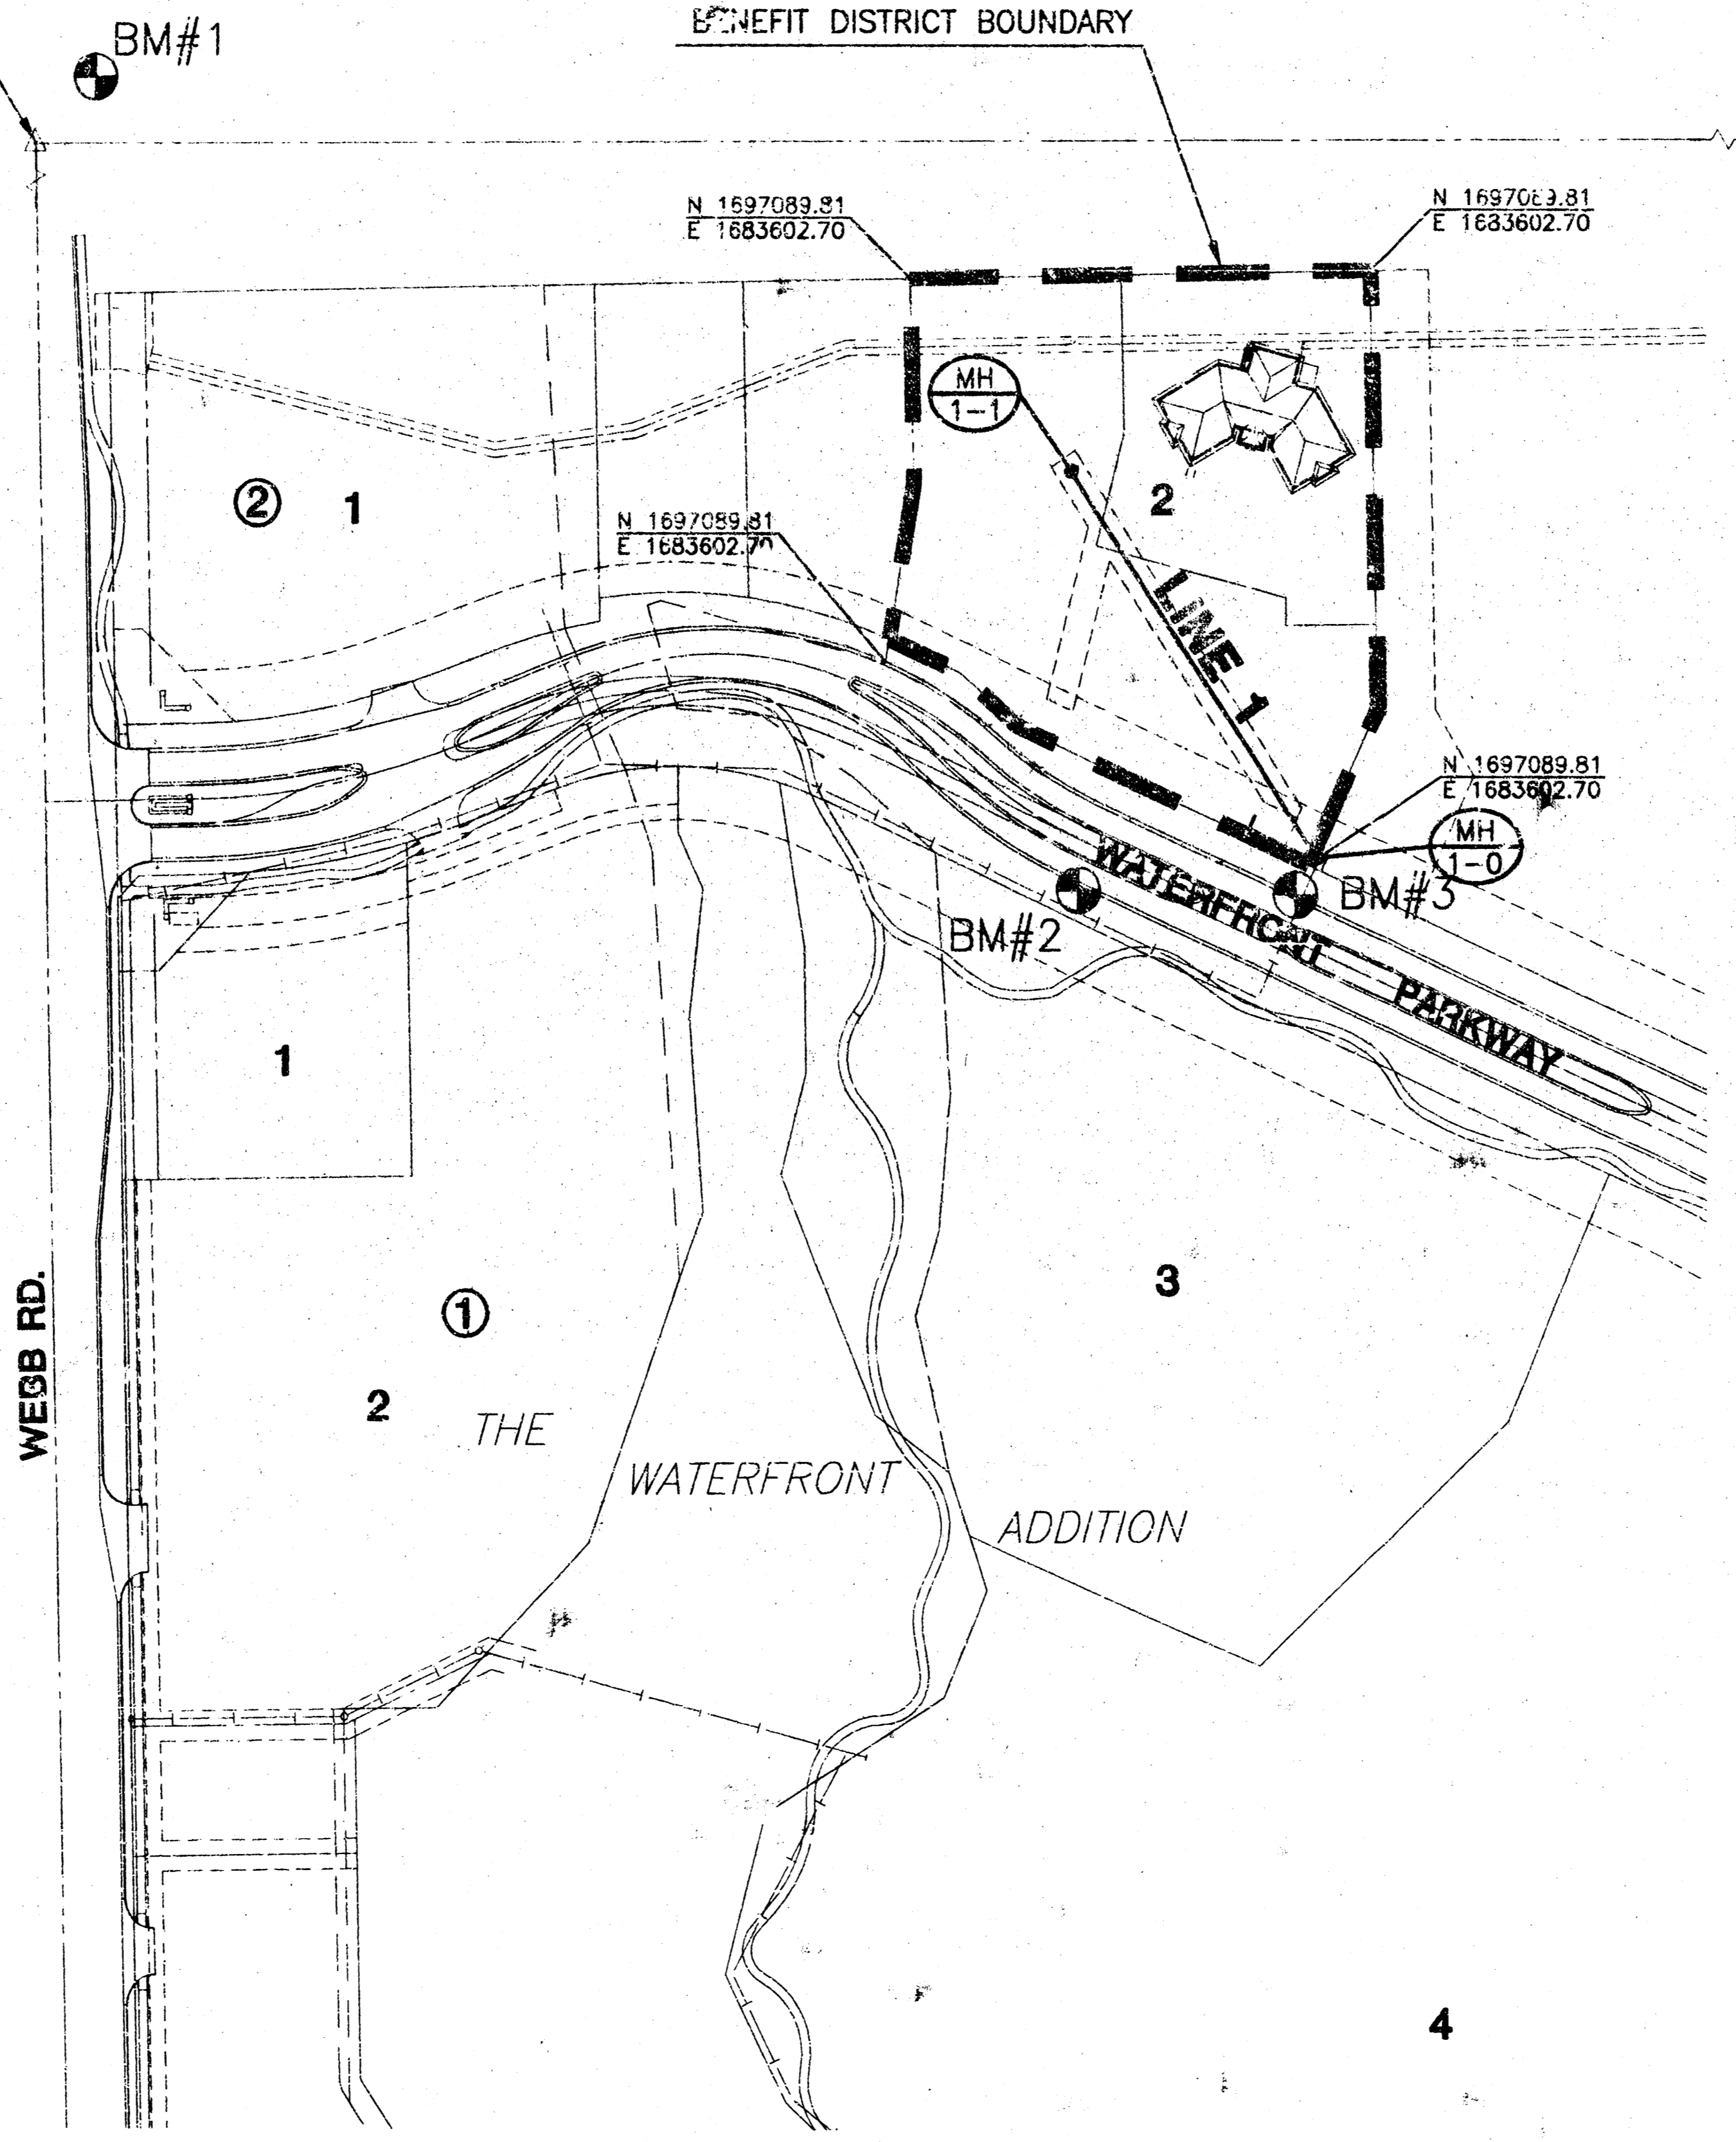 BENEFIT DISTRICT BOUNDARY
BM#1
N 1697089.81
E 1683602.70
N 1697089.81
E 1683602.70
MH
1-1
2
1
2
N 1697089.81
E 1683602.70
LINE 1
N 1697089.81
E 1683602.70
MH
1-0
BM#3
BM#2
WATERFRONT PARKWAY
1
3
1
WEBB RD.
2
THE
WATERFRONT
ADDITION
4